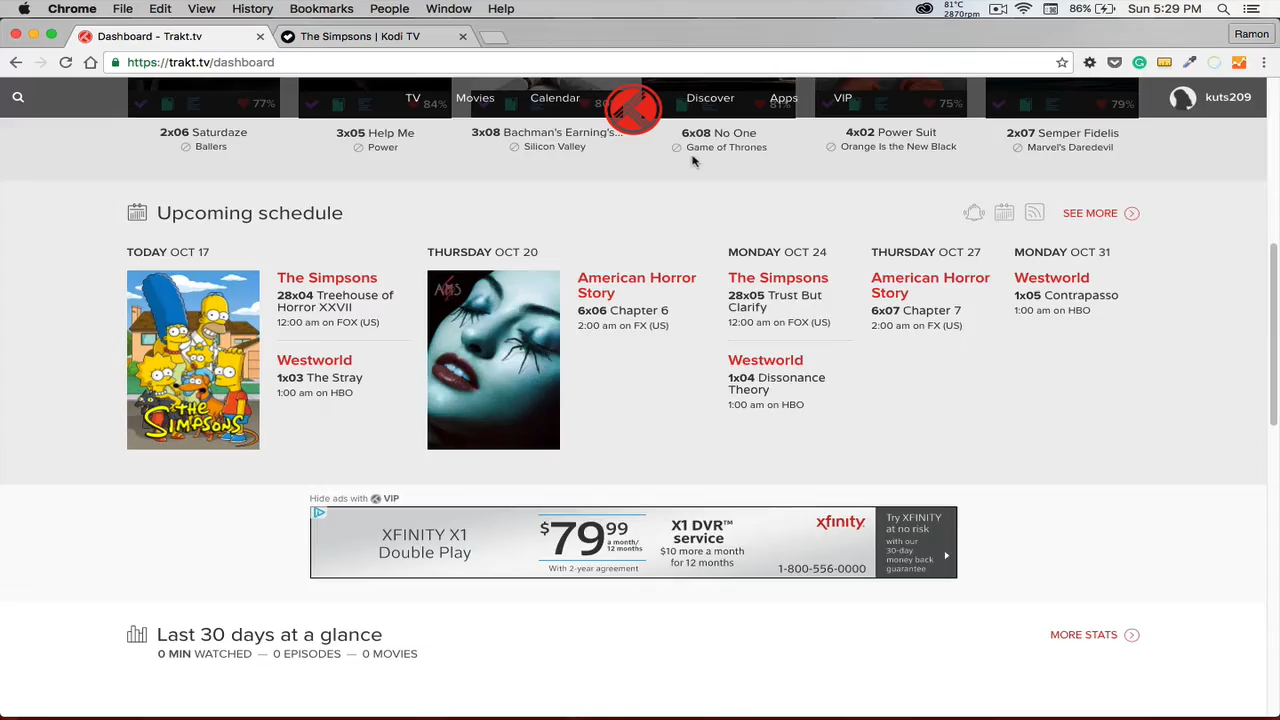 Chrome File Edit View History Bookmarks People Window Help
81°C
2870rpm
86% Sun 5:29 PM
Dashboard - Trakt.tv
The Simpsons | Kodi TV
Ramon
https://trakt.tv/dashboard
TV Movies Calendar Discover Apps VIP kuts209
77% 84% 81% 75% 79%
2x06 Saturdaze
Ballers
3x05 Help Me
Power
3x08 Bachman's Earning's...
Silicon Valley
6x08 No One
Game of Thrones
4x02 Power Suit
Orange Is the New Black
2x07 Semper Fidelis
Marvel's Daredevil
Upcoming schedule
SEE MORE
TODAY OCT 17
THE SIMPSONS
The Simpsons
28x04 Treehouse of
Horror XXVII
12:00 am on FOX (US)
Westworld
1x03 The Stray
1:00 am on HBO
THURSDAY OCT 20
American Horror
Story
6x06 Chapter 6
2:00 am on FX (US)
MONDAY OCT 24
The Simpsons
28x05 Trust But
Clarify
12:00 am on FOX (US)
Westworld
1x04 Dissonance
Theory
1:00 am on HBO
THURSDAY OCT 27
American Horror
Story
6x07 Chapter 7
2:00 am on FX (US)
MONDAY OCT 31
Westworld
1x05 Contrapasso
1:00 am on HBO
Hide ads with VIP
XFINITY X1
Double Play
$79.99
a month/
12 months
With 2-year agreement
X1 DVR™
service
$10 more a month
for 12 months
xfinity
1-800-556-0000
Try XFINITY
at no risk
with our
30-day
money back
guarantee
Last 30 days at a glance
MORE STATS
0 MIN WATCHED — 0 EPISODES — 0 MOVIES